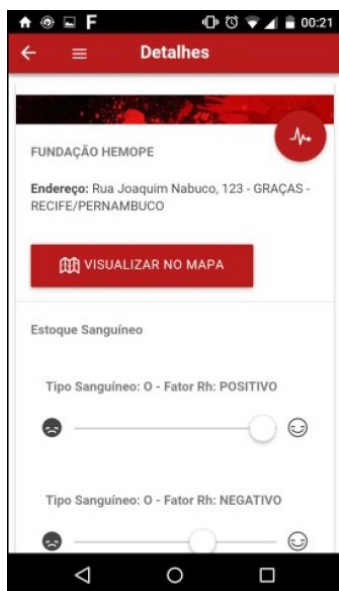 F 00:21
Detalhes
FUNDAÇÃO HEMOPE
Endereço: Rua Joaquim Nabuco, 123 - GRAÇAS -
RECIFE/PERNAMBUCO
VISUALIZAR NO MAPA
Estoque Sanguíneo
Tipo Sanguíneo: O - Fator Rh: POSITIVO
Tipo Sanguíneo: O - Fator Rh: NEGATIVO